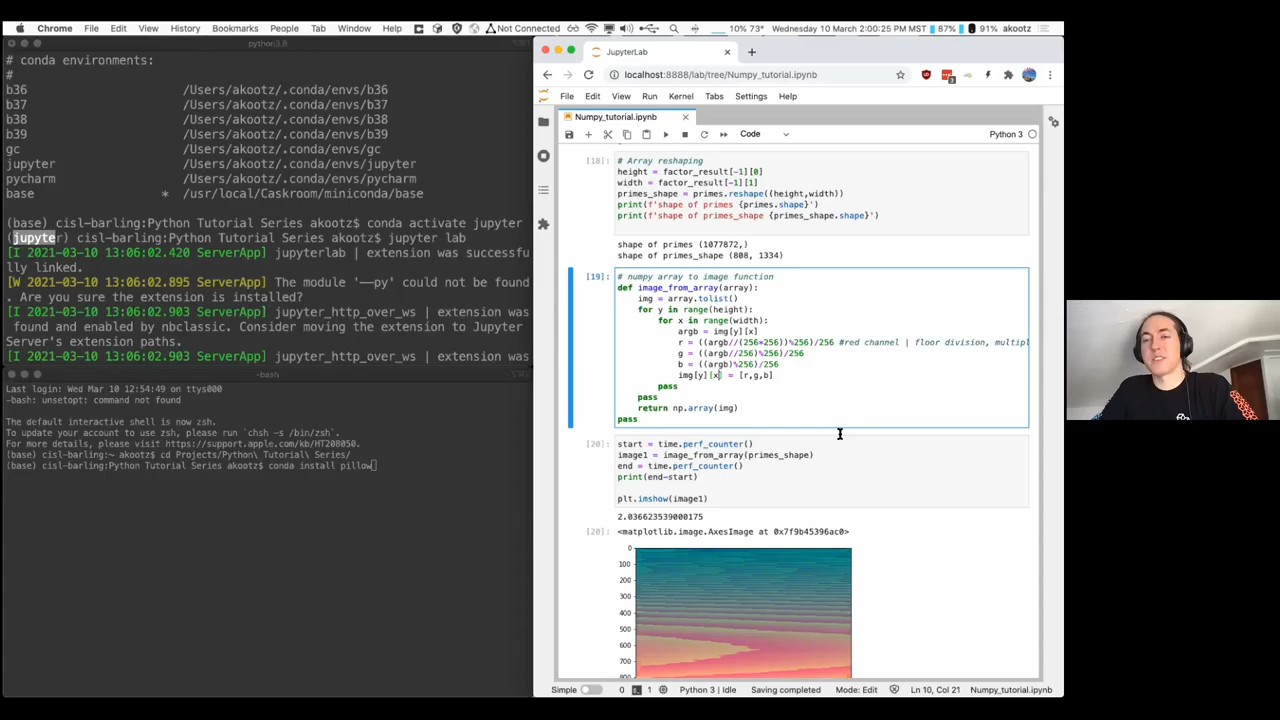 Chrome File Edit View History Bookmarks People Tab Window Help Not Connected 10% 73° Wednesday 10 March 2:00:25 PM MST 87% 91% akootz
python3.8
# conda environments:
#
b36 /Users/akootz/.conda/envs/b36
b37 /Users/akootz/.conda/envs/b37
b38 /Users/akootz/.conda/envs/b38
b39 /Users/akootz/.conda/envs/b39
gc /Users/akootz/.conda/envs/gc
jupyter /Users/akootz/.conda/envs/jupyter
pycharm /Users/akootz/.conda/envs/pycharm
base * /usr/local/Caskroom/miniconda/base
(base) cisl-barling:Python Tutorial Series akootz$ conda activate jupyter
(jupyter) cisl-barling:Python Tutorial Series akootz$ jupyter lab
[I 2021-03-10 13:06:02.420 ServerApp] jupyterlab | extension was successfu
lly linked.
[W 2021-03-10 13:06:02.895 ServerApp] The module '--py' could not be found
. Are you sure the extension is installed?
[I 2021-03-10 13:06:02.903 ServerApp] jupyter_http_over_ws | extension was
found and enabled by nbclassic. Consider moving the extension to Jupyter
Server's extension paths.
[I 2021-03-10 13:06:02.903 ServerApp] jupyter_http_over_ws | extension was
-bash
Last login: Wed Mar 10 12:54:49 on ttys000
-bash: unsetopt: command not found
The default interactive shell is now zsh.
To update your account to use zsh, please run `chsh -s /bin/zsh`.
For more details, please visit https://support.apple.com/kb/HT208050.
(base) cisl-barling:~ akootz$ cd Projects/Python\ Tutorial\ Series/
(base) cisl-barling:Python Tutorial Series akootz$ conda install pillow
JupyterLab
localhost:8888/lab/tree/Numpy_tutorial.ipynb
3
File Edit View Run Kernel Tabs Settings Help
Numpy_tutorial.ipynb
Code Python 3
[18]: # Array reshaping
height = factor_result[-1][0]
width = factor_result[-1][1]
primes_shape = primes.reshape((height,width))
print(f'shape of primes {primes.shape}')
print(f'shape of primes_shape {primes_shape.shape}')
shape of primes (1077872,)
shape of primes_shape (808, 1334)
[19]: # numpy array to image function
def image_from_array(array):
img = array.tolist()
for y in range(height):
for x in range(width):
argb = img[y][x]
r = ((argb//(256*256))%256)/256 #red channel | floor division, multipl
g = ((argb//256)%256)/256
b = ((argb)%256)/256
img[y][x] = [r,g,b]
pass
pass
return np.array(img)
pass
[20]: start = time.perf_counter()
image1 = image_from_array(primes_shape)
end = time.perf_counter()
print(end-start)
plt.imshow(image1)
2.036623539000175
[20]: <matplotlib.image.AxesImage at 0x7f9b45396ac0>
0
100
200
300
400
500
600
700
800
Simple 0 1 Python 3 | Idle Saving completed Mode: Edit Ln 10, Col 21 Numpy_tutorial.ipynb